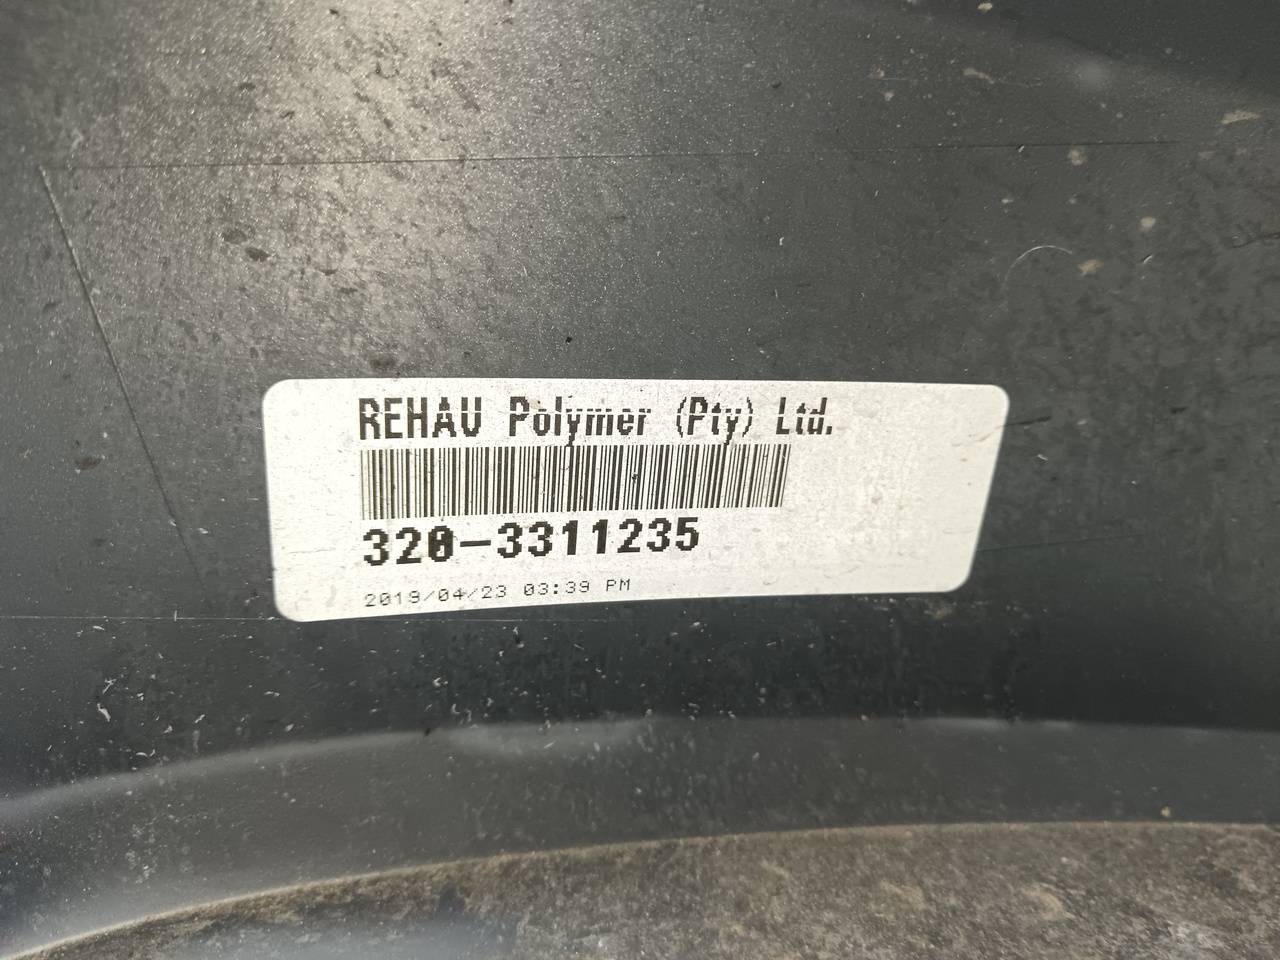 REHAU Polymer (Pty) Ltd.
320-3311235
2019/04/23 03:39 PM